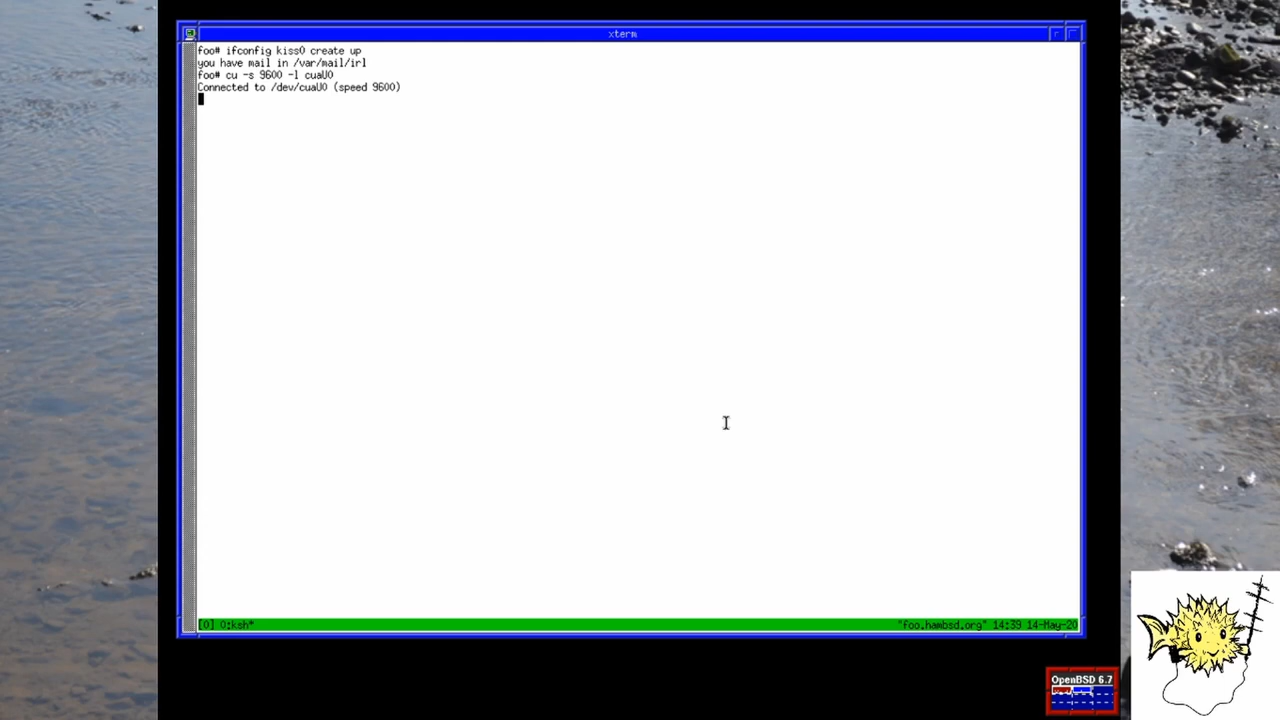 xterm
foo# ifconfig kiss0 create up
you have mail in /var/mail/irl
foo# cu -s 9600 -l cuaU0
Connected to /dev/cuaU0 (speed 9600)
[0] 0:ksh* "foo.hambsd.org" 14:39 14-May-20
OpenBSD 6.7